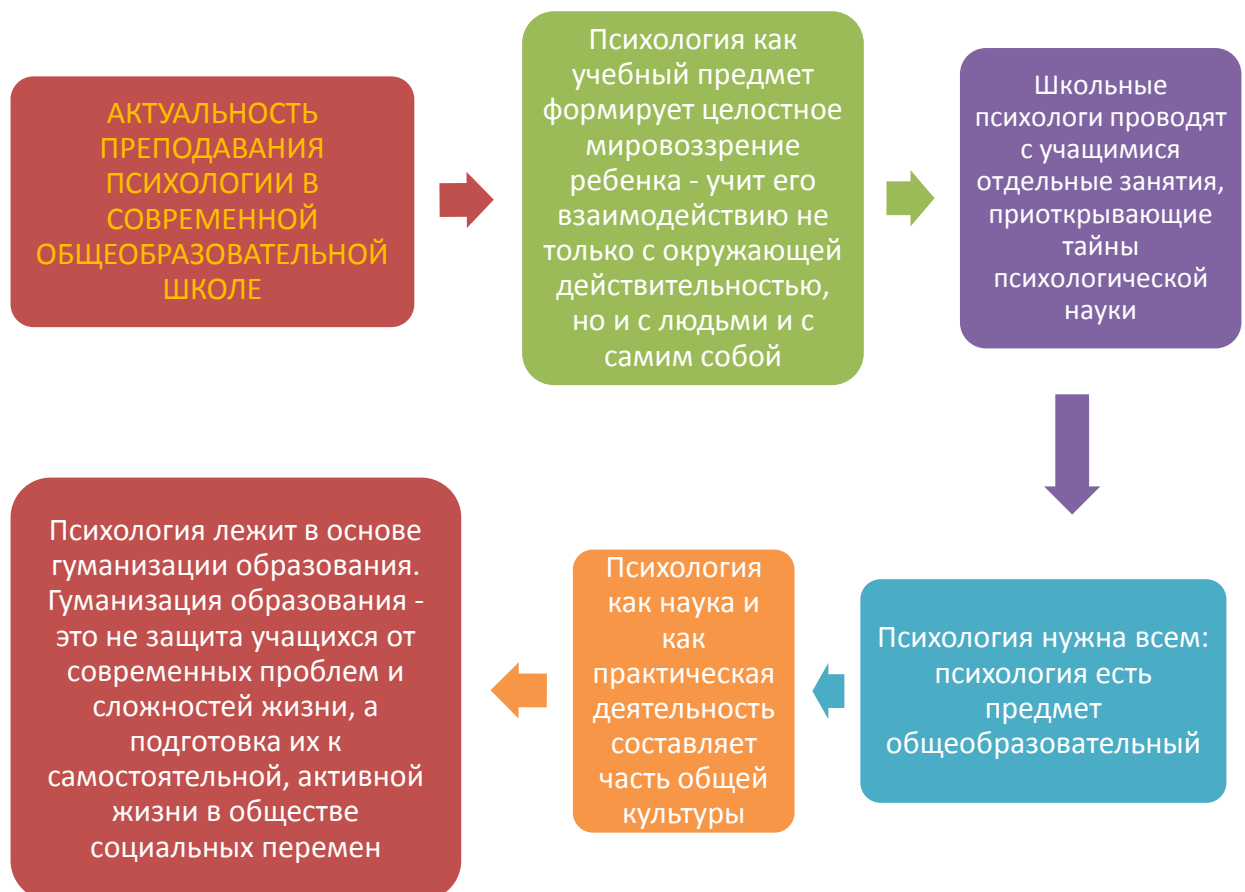 АКТУАЛЬНОСТЬ
ПРЕПОДАВАНИЯ
ПСИХОЛОГИИ В
СОВРЕМЕННОЙ
ОБЩЕОБРАЗОВАТЕЛЬНОЙ
ШКОЛЕ
Психология как
учебный предмет
формирует целостное
мировоззрение
ребенка - учит его
взаимодействию не
только с окружающей
действительностью,
но и с людьми и с
самим собой
Школьные
психологи проводят
с учащимися
отдельные занятия,
приоткрывающие
тайны
психологической
науки
Психология нужна всем:
психология есть
предмет
общеобразовательный
Психология
как наука и
как
практическая
деятельность
составляет
часть общей
культуры
Психология лежит в основе
гуманизации образования.
Гуманизация образования -
это не защита учащихся от
современных проблем и
сложностей жизни, а
подготовка их к
самостоятельной, активной
жизни в обществе
социальных перемен